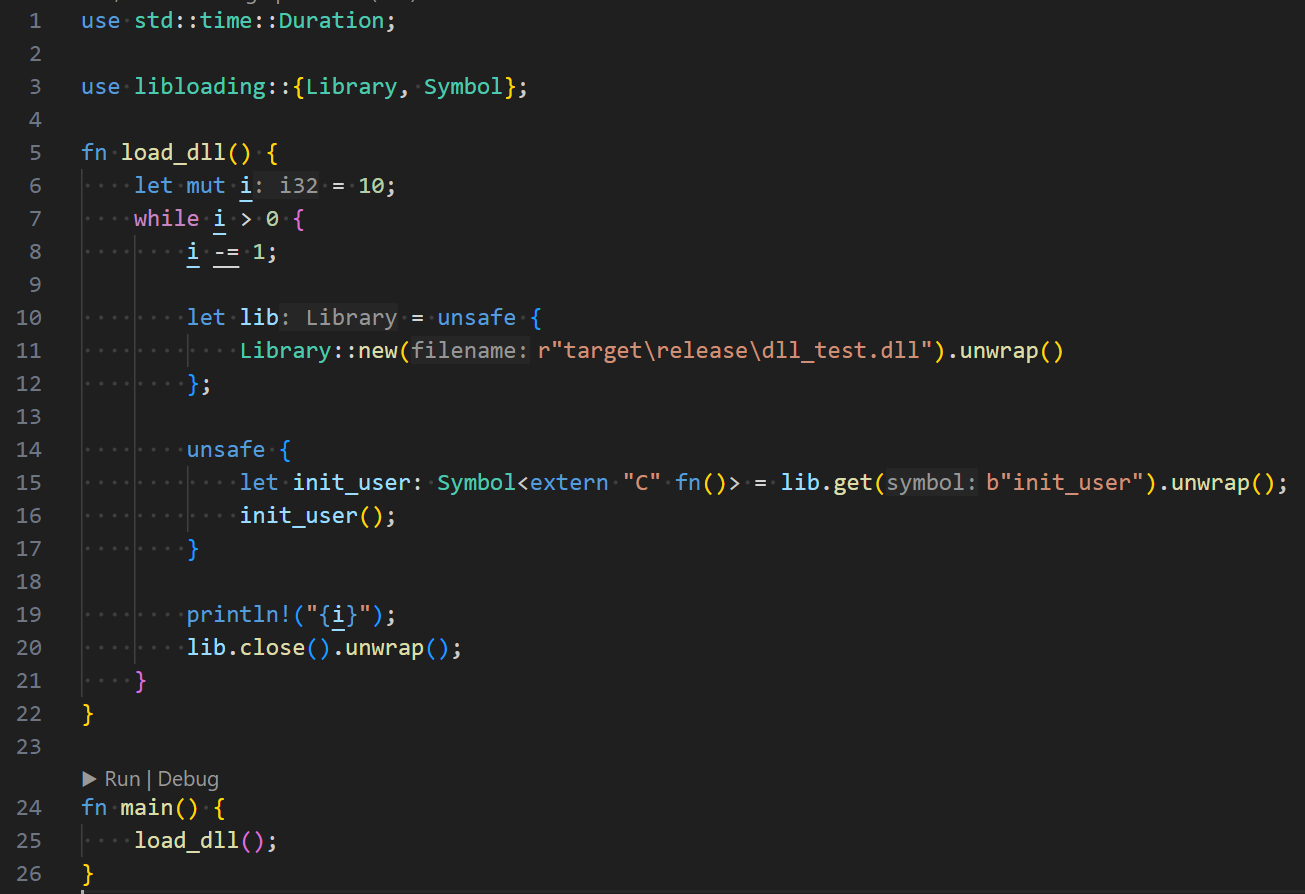 1 use std::time::Duration;
2
3 use libloading::{Library, Symbol};
4
5 fn load_dll() {
6     let mut i: i32 = 10;
7     while i > 0 {
8         i -= 1;
9
10         let lib: Library = unsafe {
11             Library::new(filename: r"target\release\dll_test.dll").unwrap()
12         };
13
14         unsafe {
15             let init_user: Symbol<extern "C" fn()> = lib.get(symbol: b"init_user").unwrap();
16             init_user();
17         }
18
19         println!("{i}");
20         lib.close().unwrap();
21     }
22 }
23
▶ Run | Debug
24 fn main() {
25     load_dll();
26 }